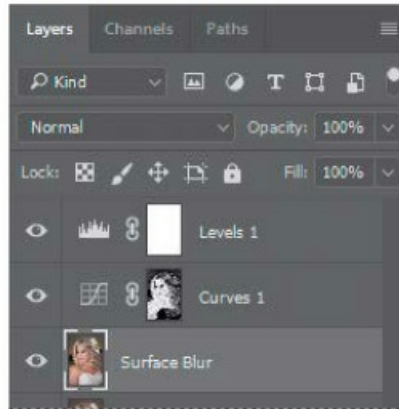 Layers Channels Paths
Kind T
Normal Opacity: 100%
Lock: Fill: 100%
Levels 1
Curves 1
Surface Blur